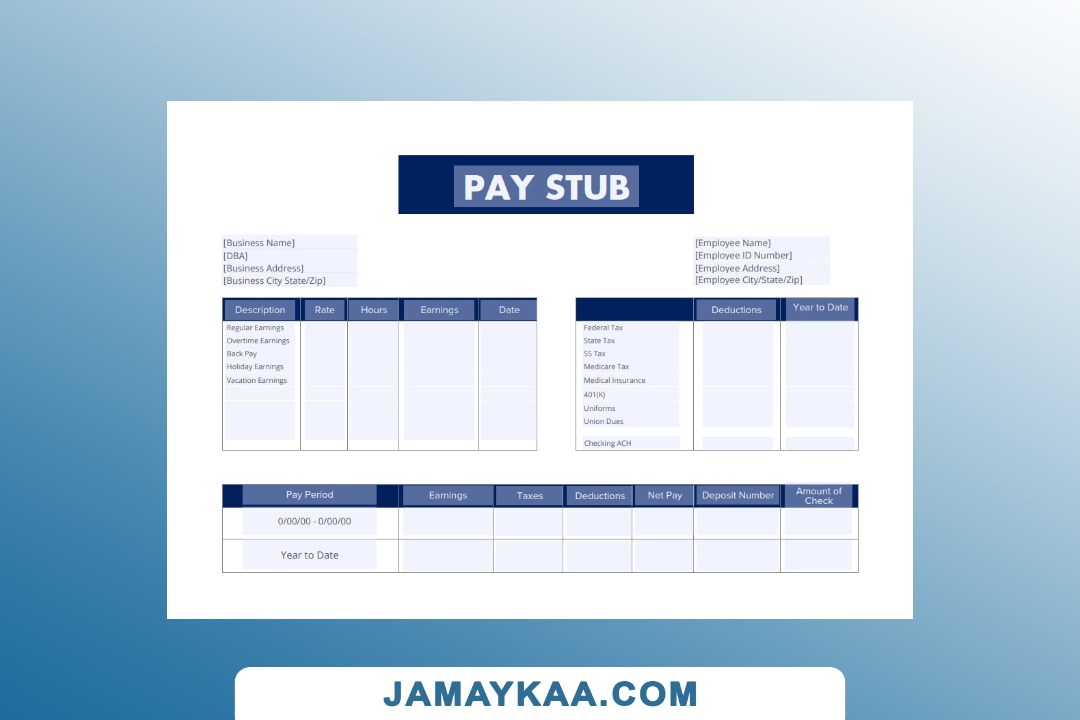 PAY STUB
[Business Name]
[DBA]
[Business Address]
[Business City State/Zip]
[Employee Name]
[Employee ID Number]
[Employee Address]
[Employee City/State/Zip]
Description Rate Hours Earnings Date
Regular Earnings
Overtime Earnings
Back Pay
Holiday Earnings
Vacation Earnings
Deductions Year to Date
Federal Tax
State Tax
SS Tax
Medicare Tax
Medical Insurance
401(K)
Uniforms
Union Dues
Checking ACH
Pay Period Earnings Taxes Deductions Net Pay Deposit Number Amount of
Check
0/00/00 - 0/00/00
Year to Date
JAMAYKAA.COM